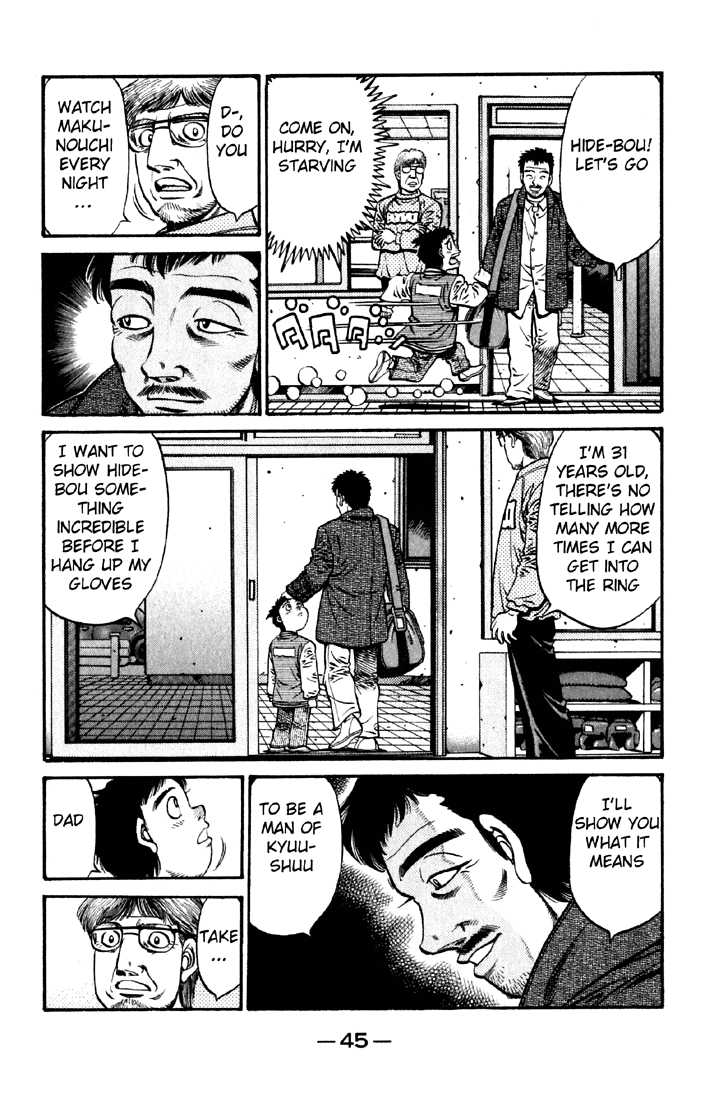 HIDE-BOU!
LET'S GO
COME ON,
HURRY, I'M
STARVING
タタタ
D-,
DO
YOU
WATCH
MAKU-
NOUCHI
EVERY
NIGHT
...
I'M 31
YEARS OLD,
THERE'S NO
TELLING HOW
MANY MORE
TIMES I CAN
GET INTO
THE RING
I WANT TO
SHOW HIDE-
BOU SOME-
THING
INCREDIBLE
BEFORE I
HANG UP MY
GLOVES
I'LL
SHOW YOU
WHAT IT
MEANS
TO BE A
MAN OF
KYUU-
SHUU
DAD
TAKE
...
— 45 —